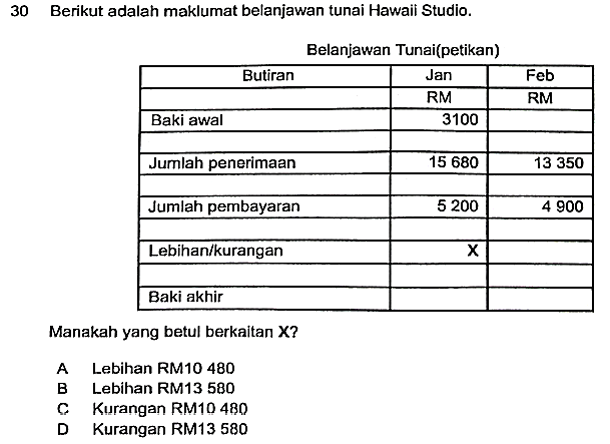 30 Berikut adalah maklumat belanjawan tunai Hawaii Studio.
Belanjawan Tunai(petikan)
Butiran Jan Feb
RM RM
Baki awal 3100
Jumlah penerimaan 15 680 13 350
Jumlah pembayaran 5 200 4 900
Lebihan/kurangan X
Baki akhir
Manakah yang betul berkaitan X?
A Lebihan RM10 480
B Lebihan RM13 580
C Kurangan RM10 480
D Kurangan RM13 580